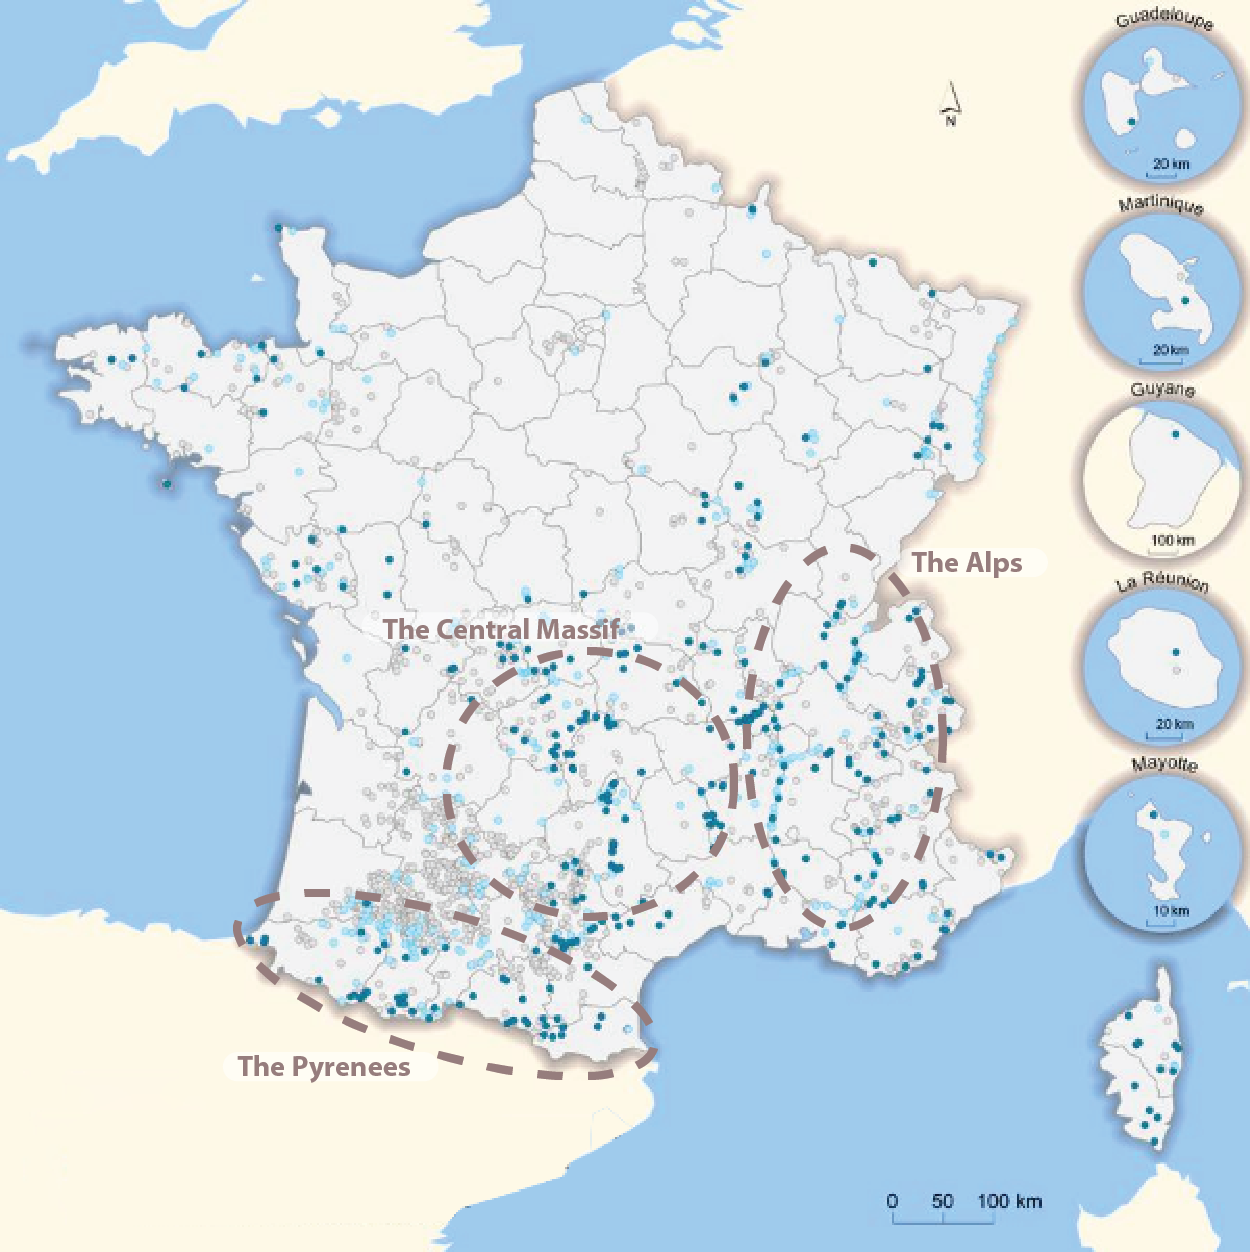 Guadeloupe
20 km
N
Martinique
20 km
Guyane
100 km
The Alps
La Réunion
20 km
The Central Massif
Mayotte
10 km
The Pyrenees
0 50 100 km